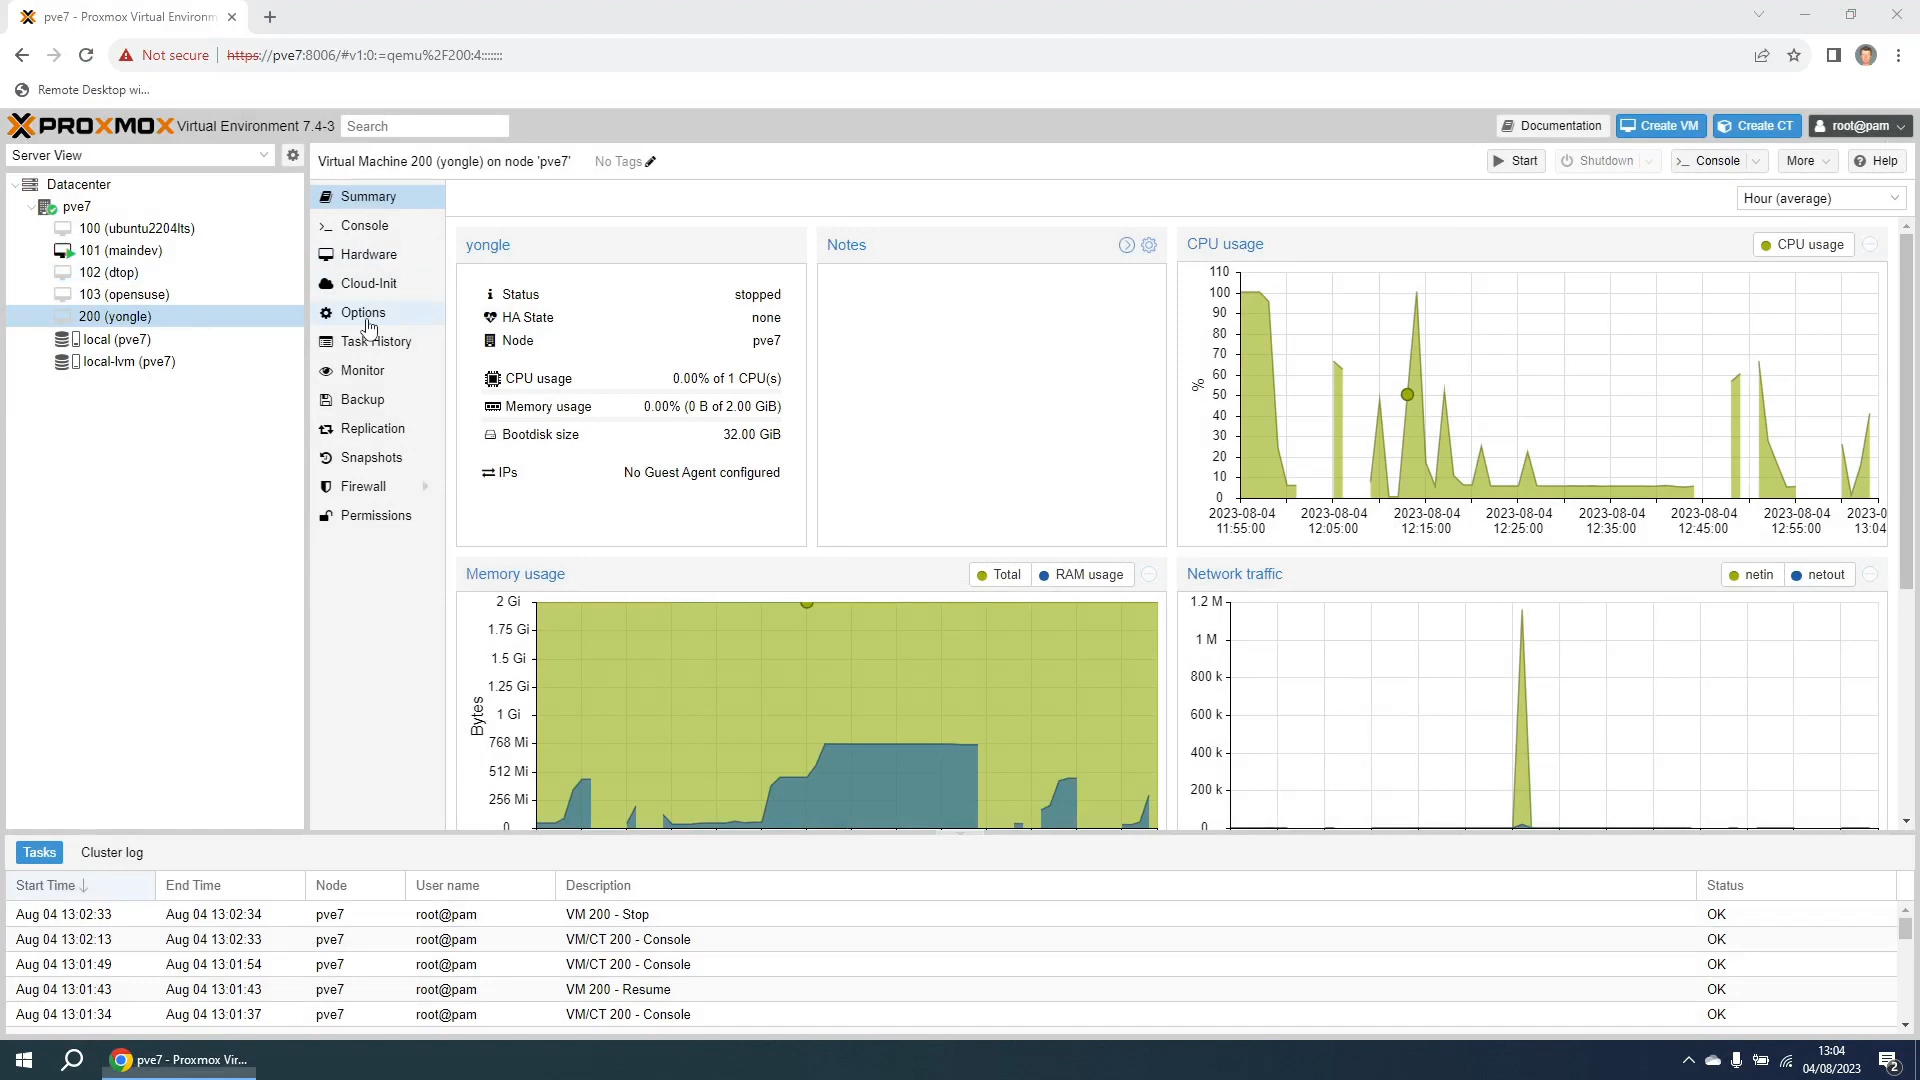 pve7 - Proxmox Virtual Environm
Not secure https://pve7:8006/#v1:0:=qemu%2F200:4:::::::
Remote Desktop wi...
PROXMOX Virtual Environment 7.4-3 Search Documentation Create VM Create CT root@pam
Server View
Virtual Machine 200 (yongle) on node 'pve7' No Tags Start Shutdown Console More Help
Datacenter
pve7
100 (ubuntu2204lts)
101 (maindev)
102 (dtop)
103 (opensuse)
200 (yongle)
local (pve7)
local-lvm (pve7)
Summary
Console
Hardware
Cloud-Init
Options
Task History
Monitor
Backup
Replication
Snapshots
Firewall
Permissions
Hour (average)
yongle
Status stopped
HA State none
Node pve7
CPU usage 0.00% of 1 CPU(s)
Memory usage 0.00% (0 B of 2.00 GiB)
Bootdisk size 32.00 GiB
IPs No Guest Agent configured
Notes
CPU usage CPU usage
110
100
90
80
70
60
50
40
30
20
10
0
%
2023-08-04 2023-08-04 2023-08-04 2023-08-04 2023-08-04 2023-08-04 2023-08-04 2023-0
11:55:00 12:05:00 12:15:00 12:25:00 12:35:00 12:45:00 12:55:00 13:04
Memory usage Total RAM usage
2 Gi
1.75 Gi
1.5 Gi
1.25 Gi
1 Gi
768 Mi
512 Mi
256 Mi
0
Bytes
Network traffic netin netout
1.2 M
1 M
800 k
600 k
400 k
200 k
0
Tasks Cluster log
Start Time End Time Node User name Description Status
Aug 04 13:02:33 Aug 04 13:02:34 pve7 root@pam VM 200 - Stop OK
Aug 04 13:02:13 Aug 04 13:02:33 pve7 root@pam VM/CT 200 - Console OK
Aug 04 13:01:49 Aug 04 13:01:54 pve7 root@pam VM/CT 200 - Console OK
Aug 04 13:01:43 Aug 04 13:01:43 pve7 root@pam VM 200 - Resume OK
Aug 04 13:01:34 Aug 04 13:01:37 pve7 root@pam VM/CT 200 - Console OK
pve7 - Proxmox Vir...
13:04
04/08/2023
2